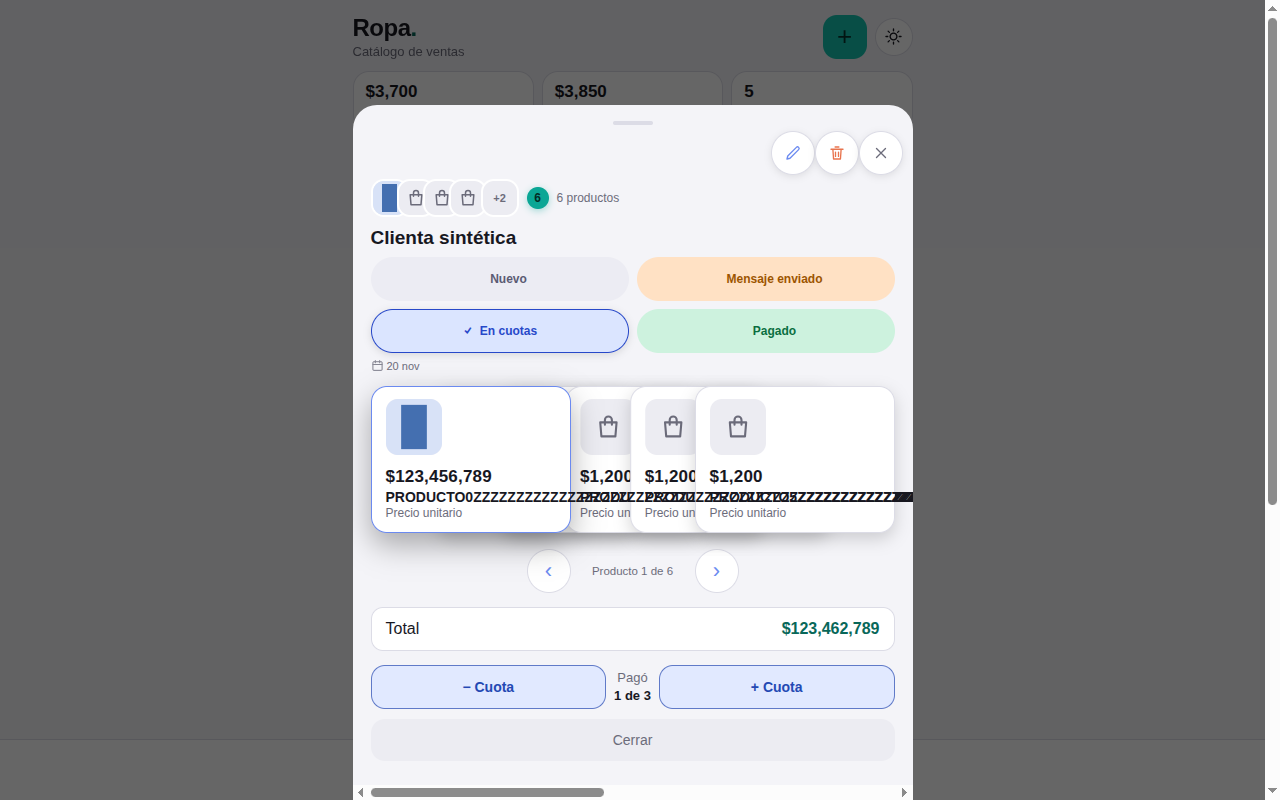 Ropa.
Catálogo de ventas
+
$3,700
$3,850
5
+2
6
6 productos
Clienta sintética
Nuevo
Mensaje enviado
En cuotas
Pagado
20 nov
$123,456,789
Precio unitario
$1,200
Precio un
$1,200
Precio un
$1,200
Precio unitario
‹
Producto 1 de 6
›
Total
$123,462,789
− Cuota
Pagó
1 de 3
+ Cuota
Cerrar